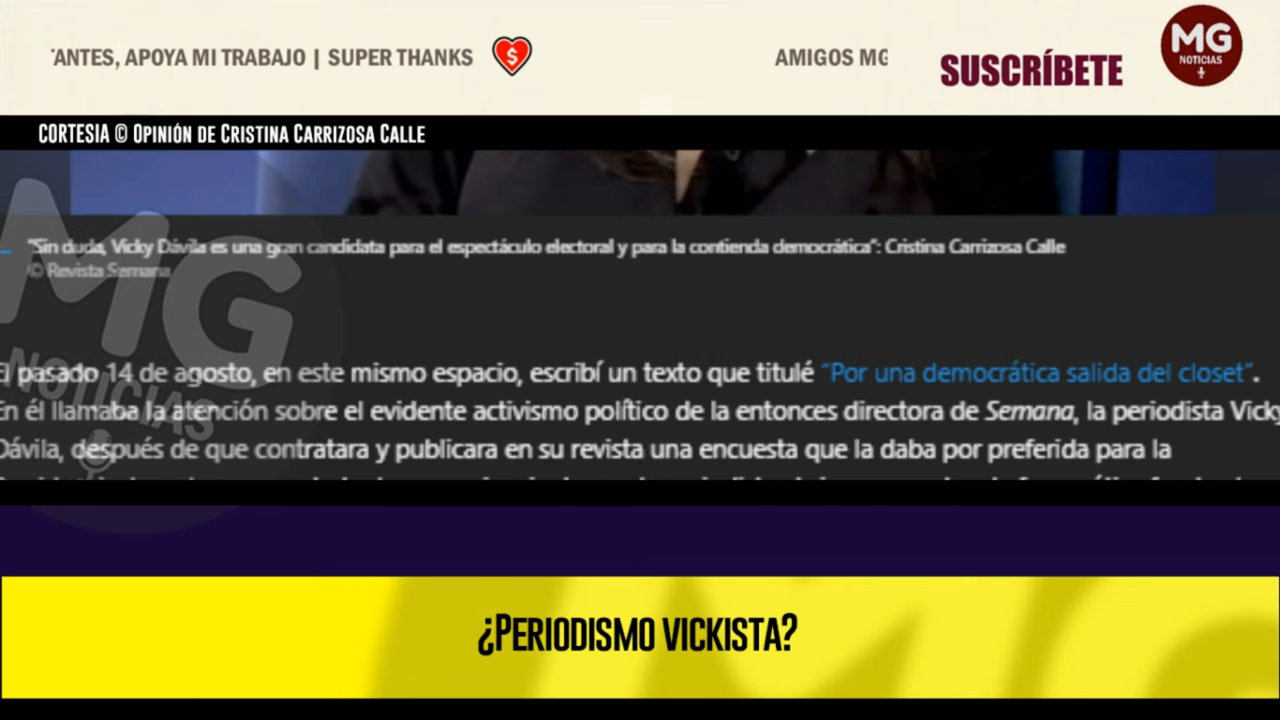 'ANTES, APOYA MI TRABAJO | SUPER THANKS
AMIGOS MG
SUSCRÍBETE
MG
NOTICIAS
CORTESIA © OPINIÓN DE CRISTINA CARRIZOSA CALLE
"Sin duda, Vicky Dávila es una gran candidata para el espectáculo electoral y para la contienda democrática": Cristina Carrizosa Calle
© Revista Semana
MG
NOTICIAS
El pasado 14 de agosto, en este mismo espacio, escribí un texto que titulé "Por una democrática salida del closet".
En él llamaba la atención sobre el evidente activismo político de la entonces directora de Semana, la periodista Vicky
Dávila, después de que contratara y publicara en su revista una encuesta que la daba por preferida para la
¿PERIODISMO VICKISTA?